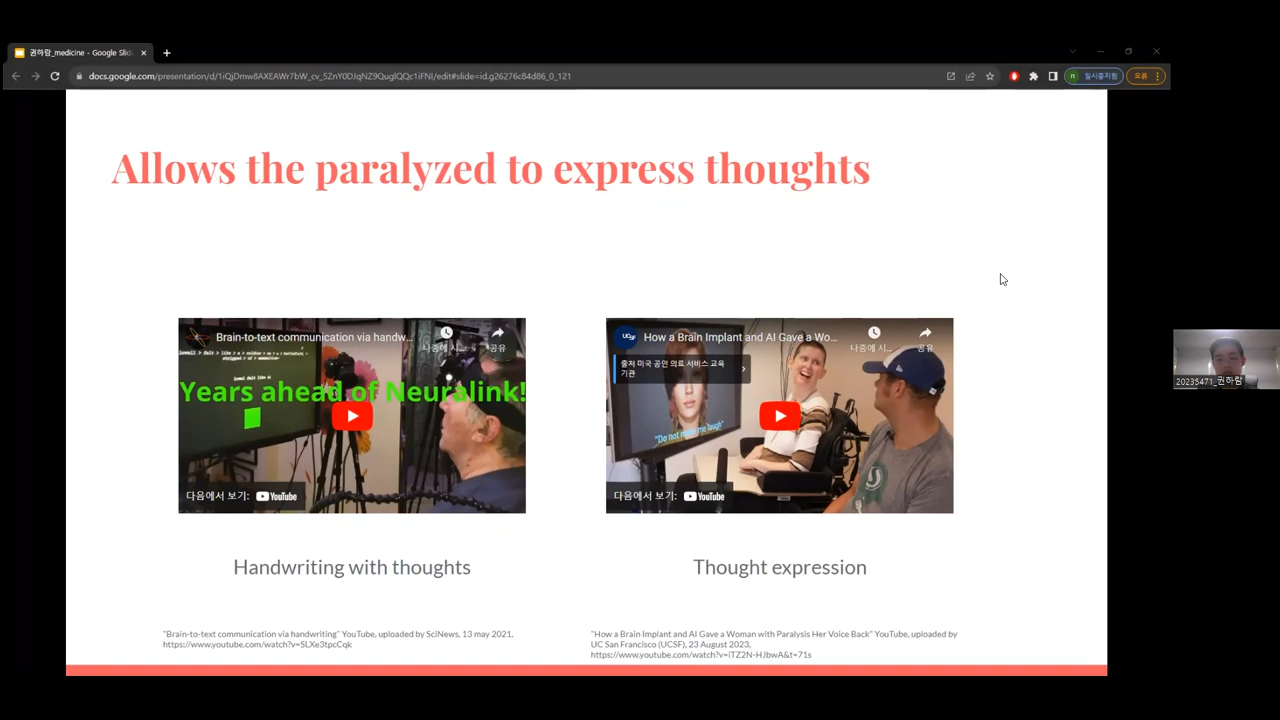 권하람_medicine - Google Slid
docs.google.com/presentation/d/1iQjDmw8AXEAWr7bW_cv_5ZnY0DJqNZ9QuglQQc1iFNI/edit#slide=id.g26276c84d86_0_121
n 일시중지됨
오류
Allows the paralyzed to express thoughts
Brain-to-text communication via handw...
나중에 시...
공유
Years ahead of Neuralink!
다음에서 보기: YouTube
UCSF How a Brain Implant and AI Gave a Wo...
나중에 시...
공유
출처 미국 공인 의료 서비스 교육
기관
"Do not make me laugh"
다음에서 보기: YouTube
Handwriting with thoughts
Thought expression
"Brain-to-text communication via handwriting" YouTube, uploaded by SciNews, 13 may 2021,
https://www.youtube.com/watch?v=SLXe3tpcCqk
"How a Brain Implant and AI Gave a Woman with Paralysis Her Voice Back" YouTube, uploaded by
UC San Francisco (UCSF), 23 August 2023,
https://www.youtube.com/watch?v=iTZ2N-HJbwA&t=71s
20235471_권하람